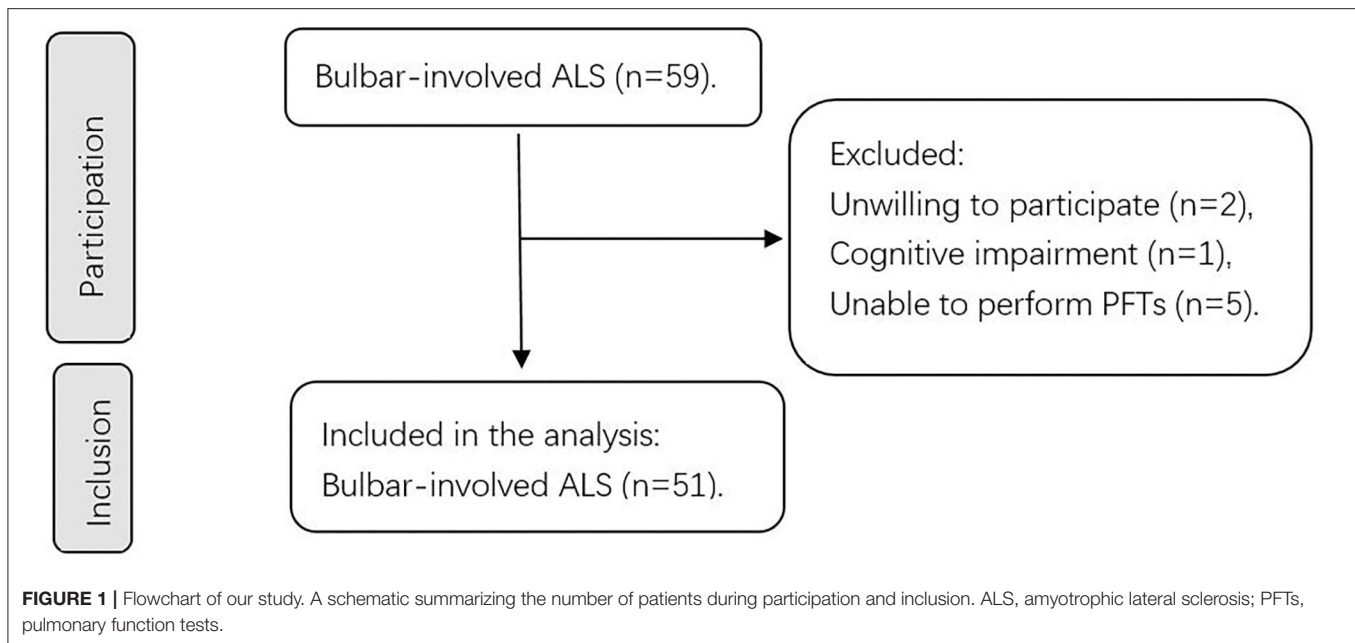 Participation
Bulbar-involved ALS (n=59).
Excluded:
Unwilling to participate (n=2),
Cognitive impairment (n=1),
Unable to perform PFTs (n=5).
Inclusion
Included in the analysis:
Bulbar-involved ALS (n=51).
FIGURE 1 | Flowchart of our study. A schematic summarizing the number of patients during participation and inclusion. ALS, amyotrophic lateral sclerosis; PFTs,
pulmonary function tests.